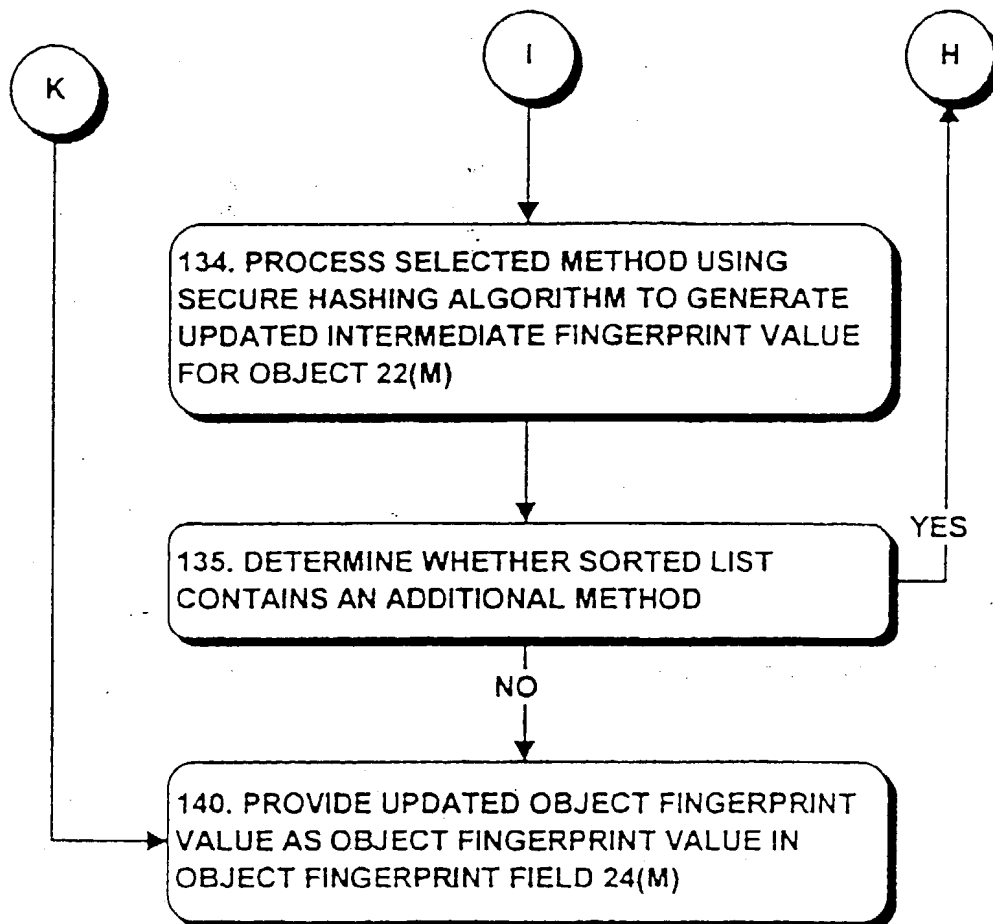 K
I
H
134. PROCESS SELECTED METHOD USING
SECURE HASHING ALGORITHM TO GENERATE
UPDATED INTERMEDIATE FINGERPRINT VALUE
FOR OBJECT 22(M)
YES
135. DETERMINE WHETHER SORTED LIST
CONTAINS AN ADDITIONAL METHOD
NO
140. PROVIDE UPDATED OBJECT FINGERPRINT
VALUE AS OBJECT FINGERPRINT VALUE IN
OBJECT FINGERPRINT FIELD 24(M)